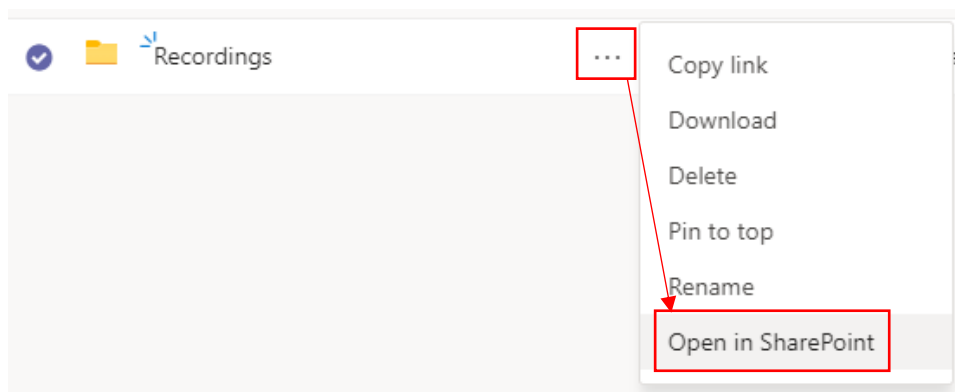 Recordings
...
Copy link
Download
Delete
Pin to top
Rename
Open in SharePoint